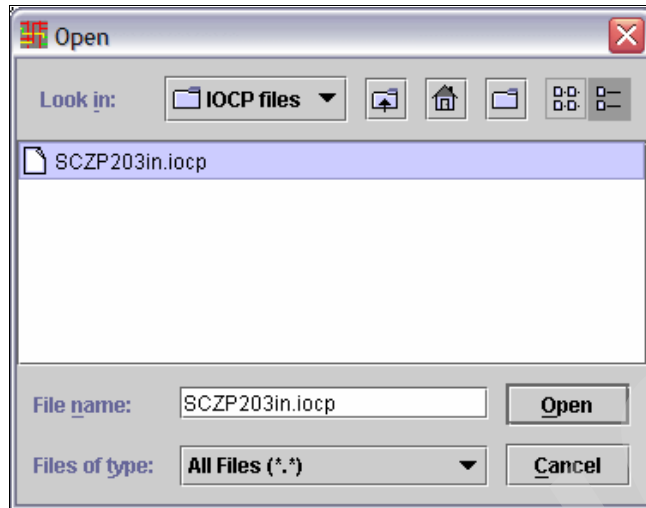 Open
Look in: IOCP files
SCZP203in.iocp
File name: SCZP203in.iocp Open
Files of type: All Files (*.*) Cancel